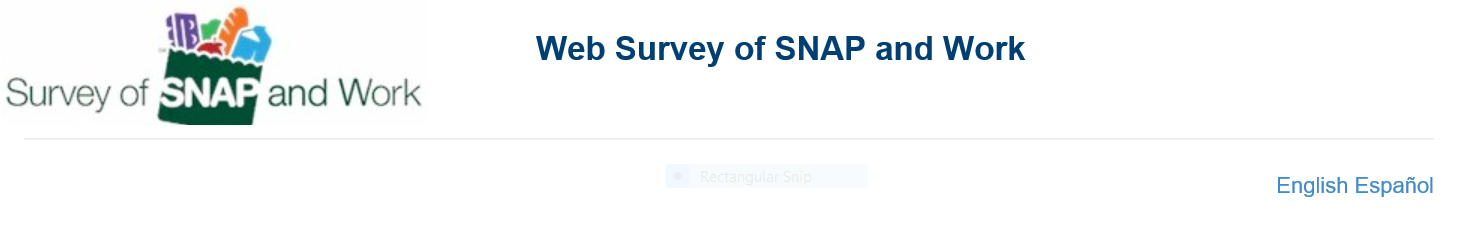 Survey of SNAP and Work
Web Survey of SNAP and Work
Rectangular Snip
English Español